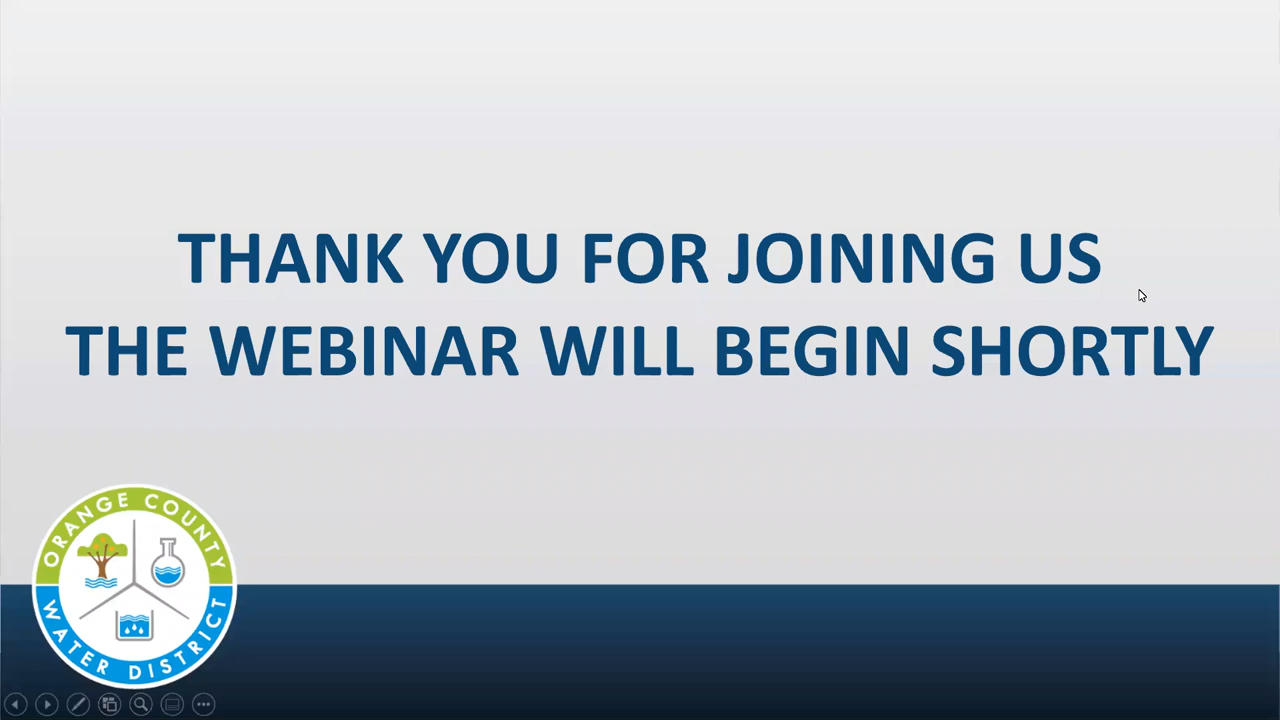 THANK YOU FOR JOINING US
THE WEBINAR WILL BEGIN SHORTLY
ORANGE COUNTY
WATER DISTRICT